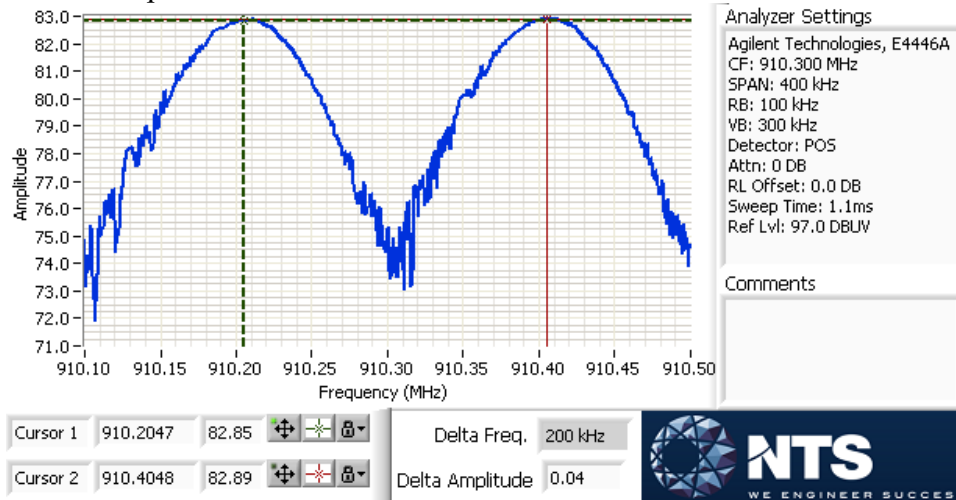 Analyzer Settings
Agilent Technologies, E4446A
CF: 910.300 MHz
SPAN: 400 kHz
RB: 100 kHz
VB: 300 kHz
Detector: POS
Attn: 0 DB
RL Offset: 0.0 DB
Sweep Time: 1.1ms
Ref Lvl: 97.0 DBUV
Comments
83.0
82.0
81.0
80.0
79.0
78.0
77.0
76.0
75.0
74.0
73.0
72.0
71.0
Amplitude
910.10 910.15 910.20 910.25 910.30 910.35 910.40 910.45 910.50
Frequency (MHz)
Cursor 1 910.2047 82.85
Cursor 2 910.4048 82.89
Delta Freq. 200 kHz
Delta Amplitude 0.04
NTS
WE ENGINEER SUCCES